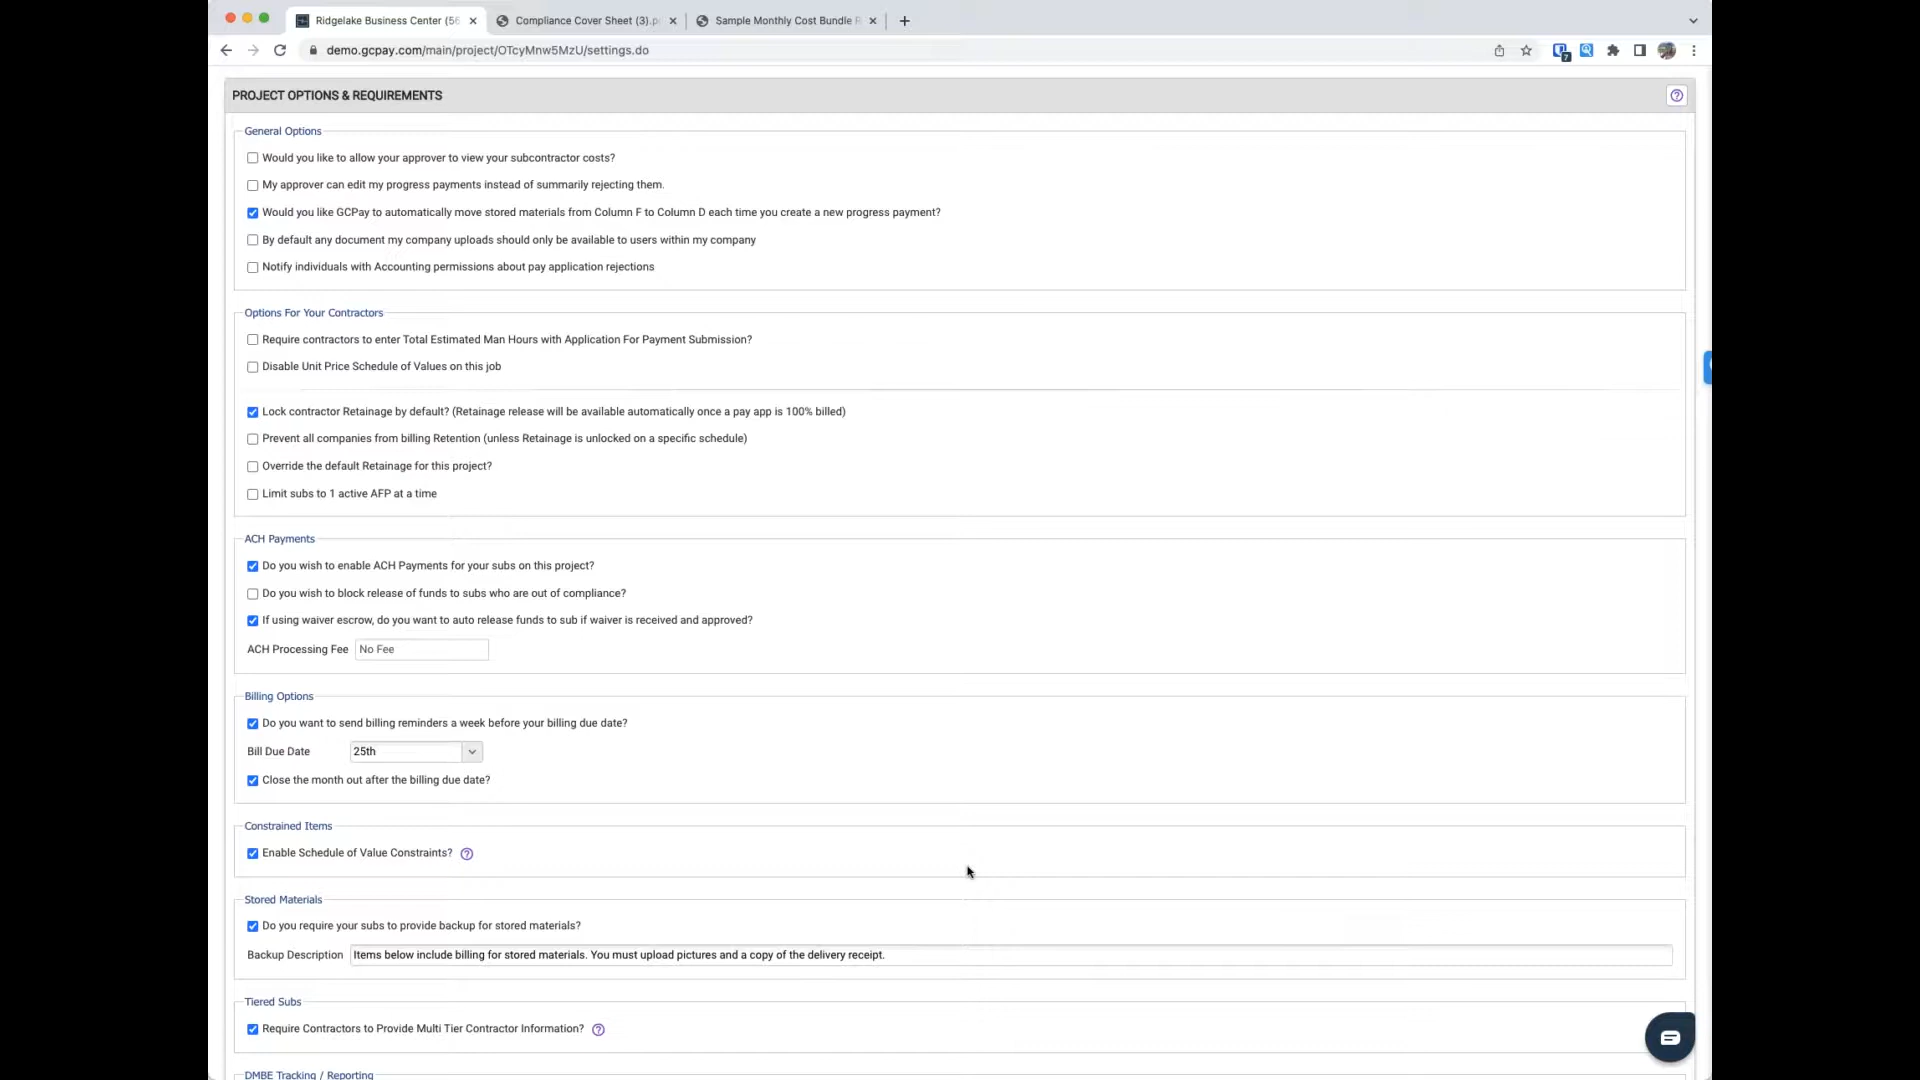 Ridgelake Business Center (56
Compliance Cover Sheet (3).p
Sample Monthly Cost Bundle R
demo.gcpay.com/main/project/OTcyMnw5MzU/settings.do
7
PROJECT OPTIONS & REQUIREMENTS
General Options
Would you like to allow your approver to view your subcontractor costs?
My approver can edit my progress payments instead of summarily rejecting them.
Would you like GCPay to automatically move stored materials from Column F to Column D each time you create a new progress payment?
By default any document my company uploads should only be available to users within my company
Notify individuals with Accounting permissions about pay application rejections
Options For Your Contractors
Require contractors to enter Total Estimated Man Hours with Application For Payment Submission?
Disable Unit Price Schedule of Values on this job
Lock contractor Retainage by default? (Retainage release will be available automatically once a pay app is 100% billed)
Prevent all companies from billing Retention (unless Retainage is unlocked on a specific schedule)
Override the default Retainage for this project?
Limit subs to 1 active AFP at a time
ACH Payments
Do you wish to enable ACH Payments for your subs on this project?
Do you wish to block release of funds to subs who are out of compliance?
If using waiver escrow, do you want to auto release funds to sub if waiver is received and approved?
ACH Processing Fee No Fee
Billing Options
Do you want to send billing reminders a week before your billing due date?
Bill Due Date 25th
Close the month out after the billing due date?
Constrained Items
Enable Schedule of Value Constraints?
Stored Materials
Do you require your subs to provide backup for stored materials?
Backup Description Items below include billing for stored materials. You must upload pictures and a copy of the delivery receipt.
Tiered Subs
Require Contractors to Provide Multi Tier Contractor Information?
DMBE Tracking / Reporting